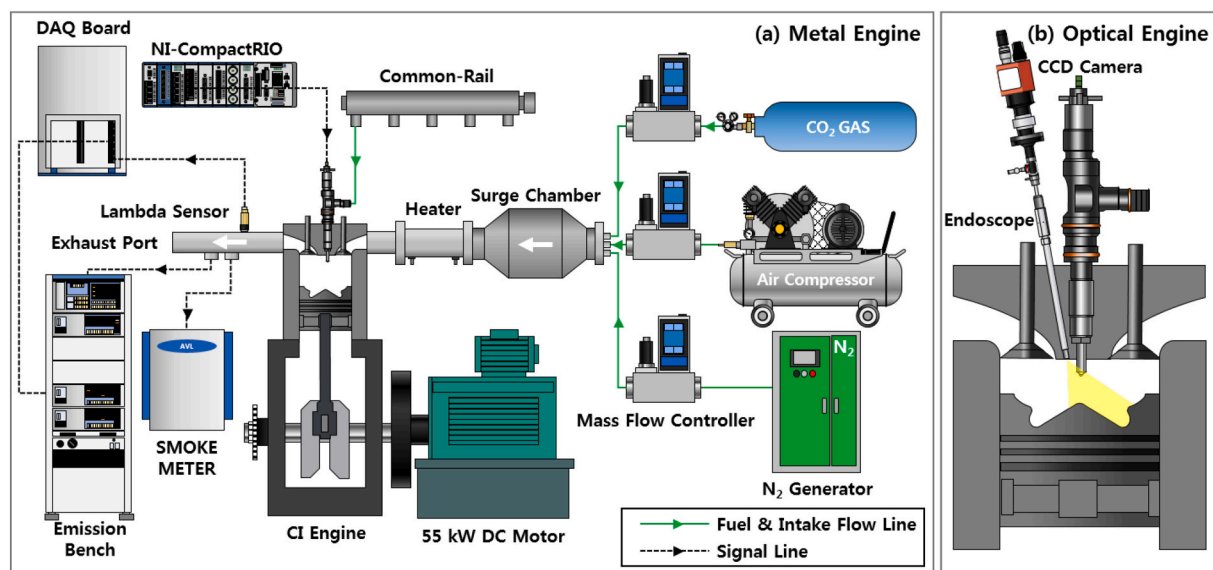 DAQ Board
NI-CompactRIO
(a) Metal Engine
Common-Rail
CO₂ GAS
Lambda Sensor
Heater
Surge Chamber
Exhaust Port
Air Compressor
AVL
N₂
Mass Flow Controller
SMOKE
METER
N₂ Generator
Emission
Bench
CI Engine
55 kW DC Motor
Fuel & Intake Flow Line
Signal Line
(b) Optical Engine
CCD Camera
Endoscope